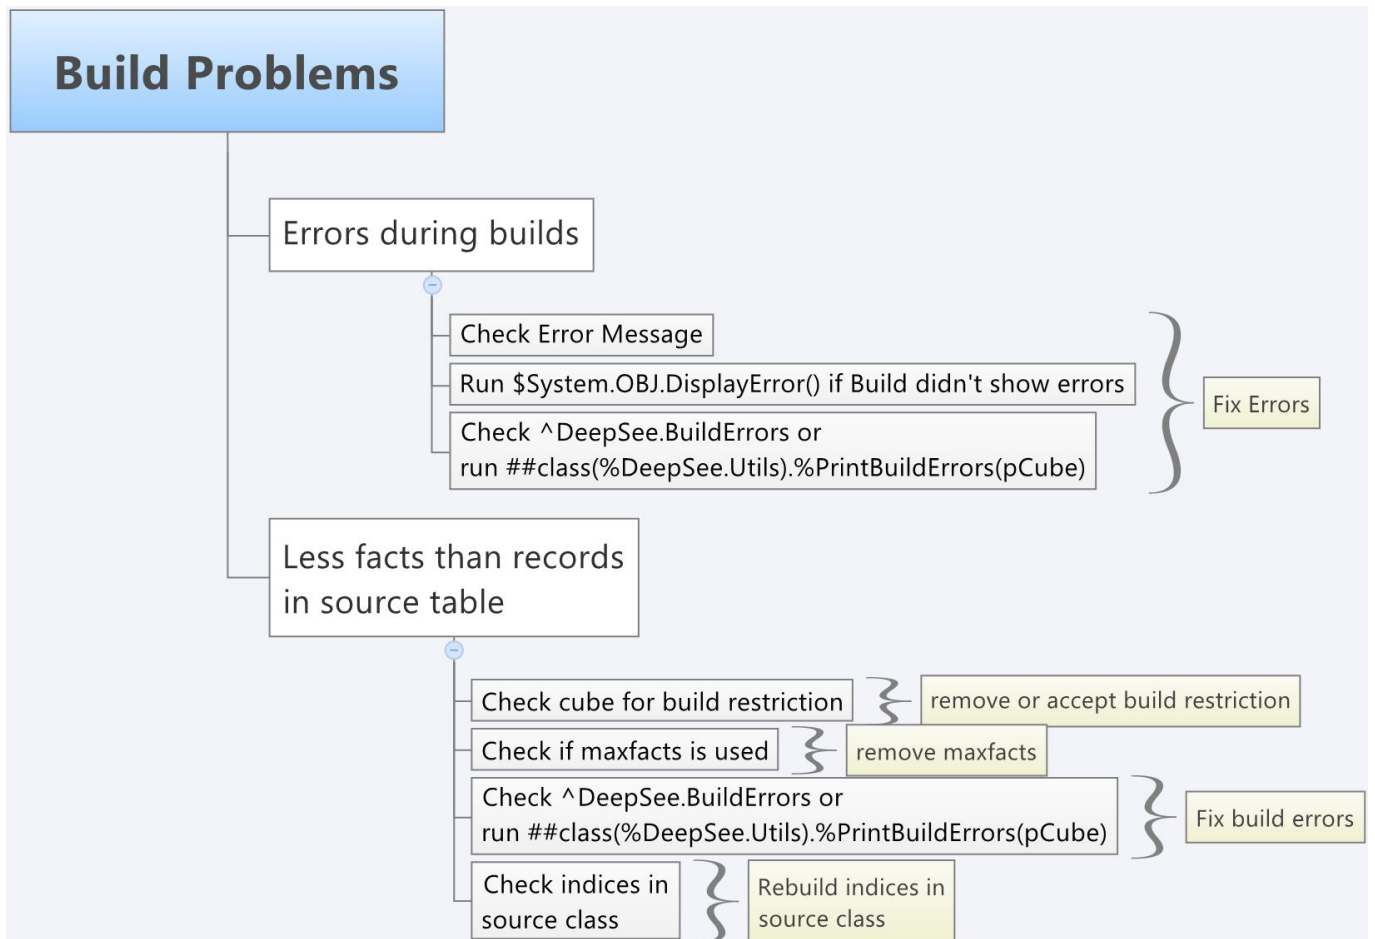 Build Problems
Errors during builds
Check Error Message
Run $System.OBJ.DisplayError() if Build didn't show errors
Check ^DeepSee.BuildErrors or
run ##class(%DeepSee.Utils).%PrintBuildErrors(pCube)
Fix Errors
Less facts than records
in source table
Check cube for build restriction
remove or accept build restriction
Check if maxfacts is used
remove maxfacts
Check ^DeepSee.BuildErrors or
run ##class(%DeepSee.Utils).%PrintBuildErrors(pCube)
Fix build errors
Check indices in
source class
Rebuild indices in
source class